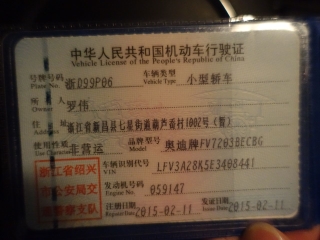 中华人民共和国机动车行驶证
Vehicle License of the People's Republic of China
号牌号码 Plate No. 浙D99P06 车辆类型 Vehicle Type 小型轿车
所有人 Owner 罗伟
住址 Address 浙江省新昌县七星街道葫芦岙村1002号(暂)
使用性质 Use Character 非营运 品牌型号 Model 奥迪牌FV7203BECBG
浙江省绍兴
市公安局交
通警察支队
车辆识别代号 VIN LFV3A28K5E3408441
发动机号码 Engine No. 059147
注册日期 Register Date 2015-02-11 发证日期 Issue Date 2015-02-11